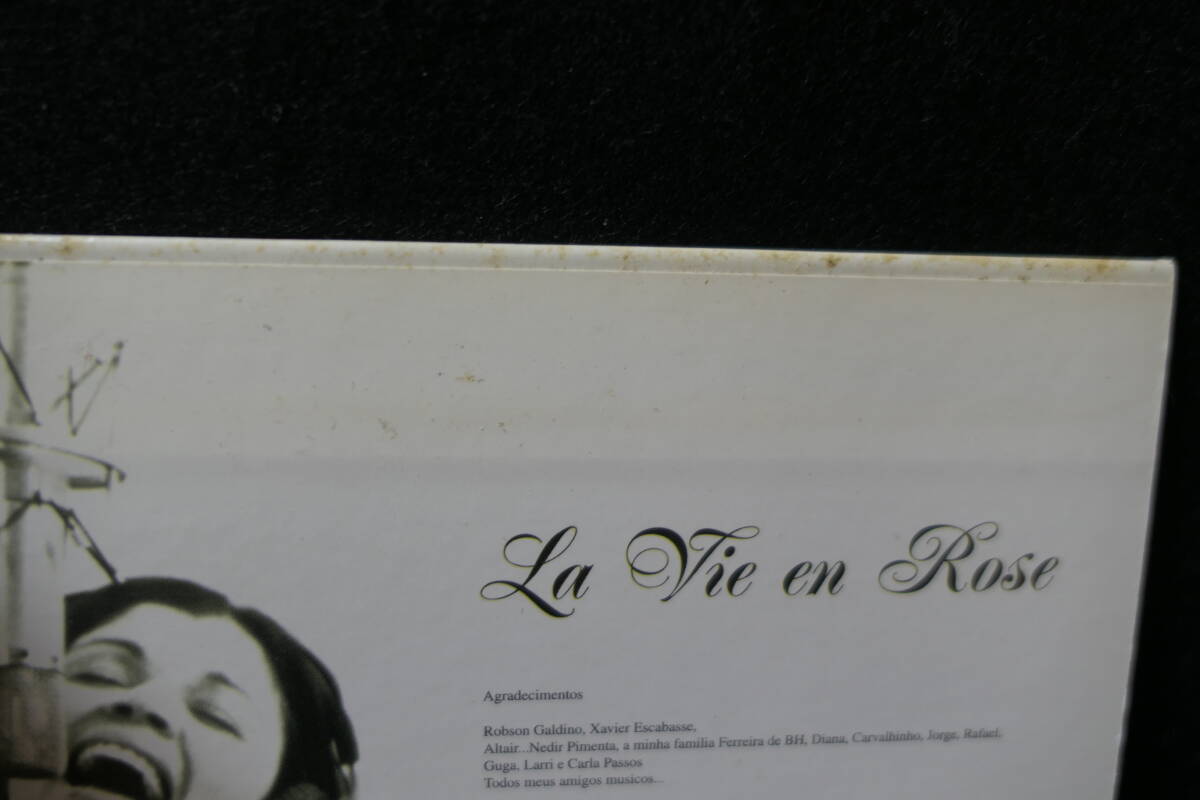 La Vie en Rose
Agradecimentos
Robson Galdino, Xavier Escabasse,
Altair...Nedir Pimenta, a minha família Ferreira de BH, Diana, Carvalhinho, Jorge, Rafael,
Guga, Larri e Carla Passos
Todos meus amigos musicos...